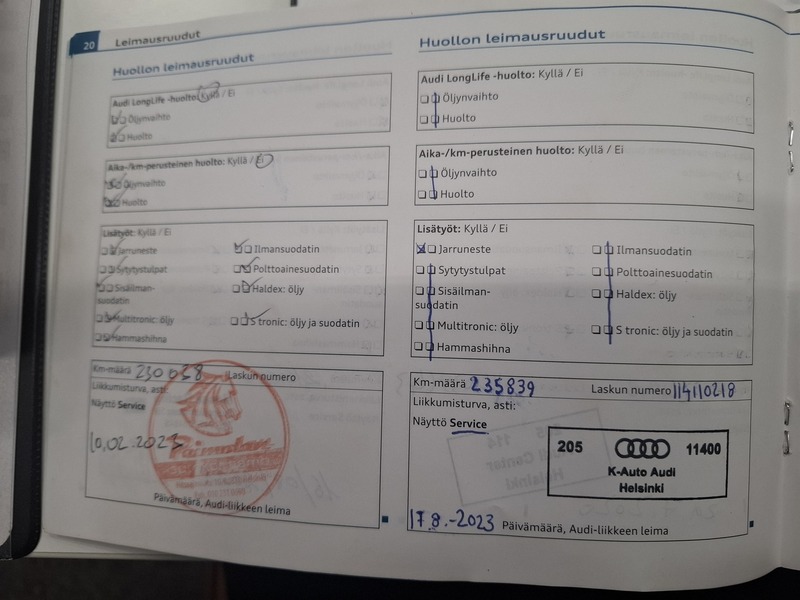 20 Leimausruudut
Huollon leimausruudut
Audi LongLife -huolto: Kyllä / Ei
Öljynvaihto
Huolto
Aika-/km-perusteinen huolto: Kyllä / Ei
Öljynvaihto
Huolto
Lisätyöt: Kyllä / Ei
Jarruneste
Ilmansuodatin
Sytytystulpat
Polttoainesuodatin
Sisäilman-
suodatin
Haldex: öljy
Multitronic: öljy
S tronic: öljy ja suodatin
Hammashihna
Km-määrä 230058
Laskun numero
Liikkumisturva, asti:
Näyttö Service
10.02.2023
Päivämäärä, Audi-liikkeen leima
Huollon leimausruudut
Audi LongLife -huolto: Kyllä / Ei
Öljynvaihto
Huolto
Aika-/km-perusteinen huolto: Kyllä / Ei
Öljynvaihto
Huolto
Lisätyöt: Kyllä / Ei
Jarruneste
Ilmansuodatin
Sytytystulpat
Polttoainesuodatin
Sisäilman-
suodatin
Haldex: öljy
Multitronic: öljy
S tronic: öljy ja suodatin
Hammashihna
Km-määrä 235839
Laskun numero 114110218
Liikkumisturva, asti:
Näyttö Service
205 11400
K-Auto Audi
Helsinki
17.8.-2023 Päivämäärä, Audi-liikkeen leima